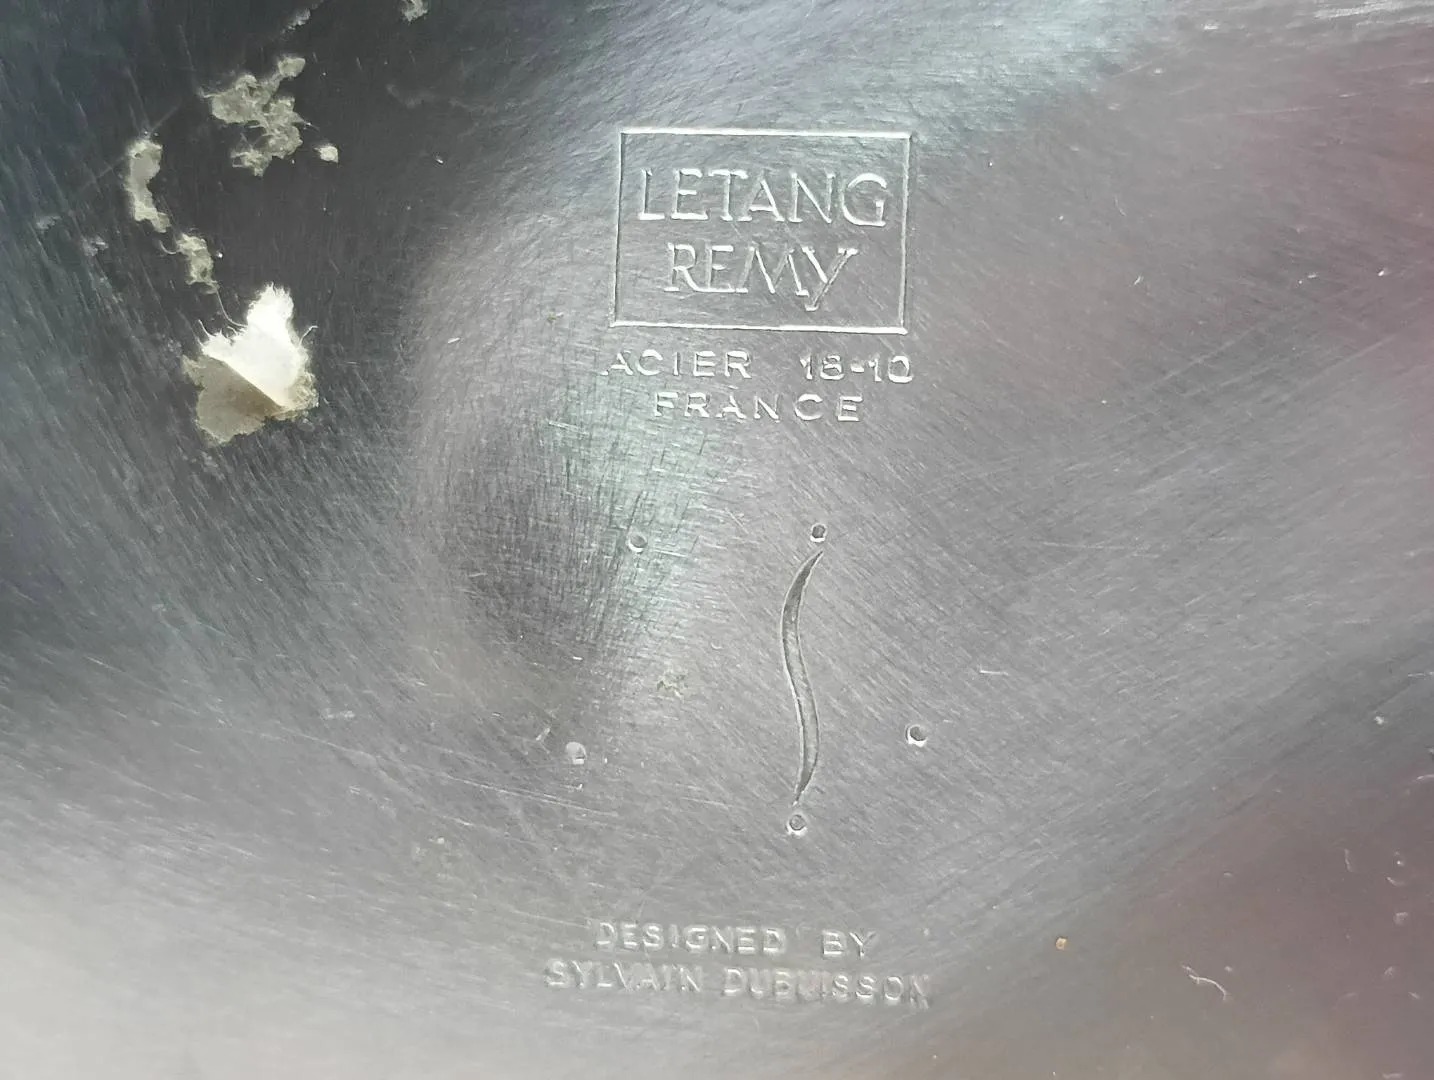 LETANG
REMY
ACIER 18-10
FRANCE
DESIGNED BY
SYLVAIN DUBUISSON